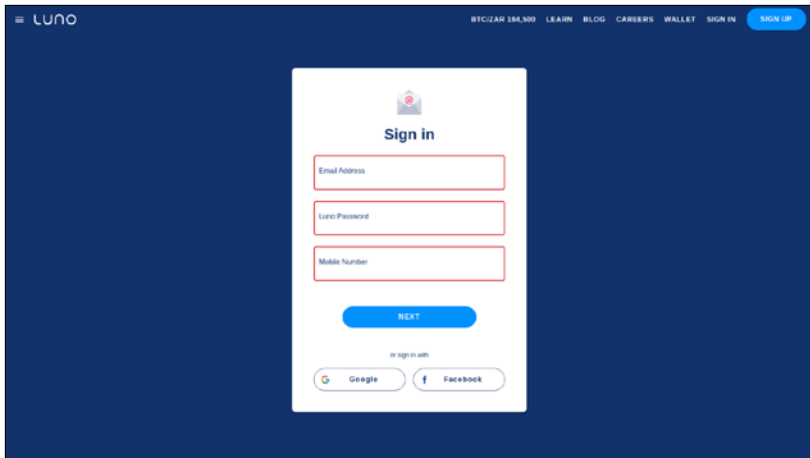 LUNO
BTC/ZAR 184,500 LEARN BLOG CAREERS WALLET SIGN IN SIGN UP
@
Sign in
Email Address
Luno Password
Mobile Number
NEXT
or sign in with
G Google f Facebook